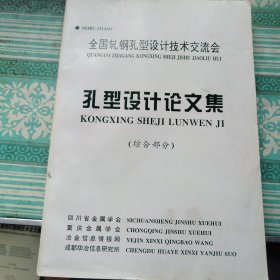 全国轧钢孔型设计技术交流会
QUANGUO ZHAGANG KONGXING SHEJI JISHU JIAOLIU HUI
孔型设计论文集
KONGXING SHEJI LUNWEN JI
(综合部分)
四川省金属学会 SICHUANSHENG JINSHU XUEHUI
重庆金属学会 CHONGQING JINSHU XUEHUI
冶金信息情报网 YEJIN XINXI QINGBAO WANG
成都华冶信息研究所 CHENGDU HUAYE XINXI YANJIU SUO